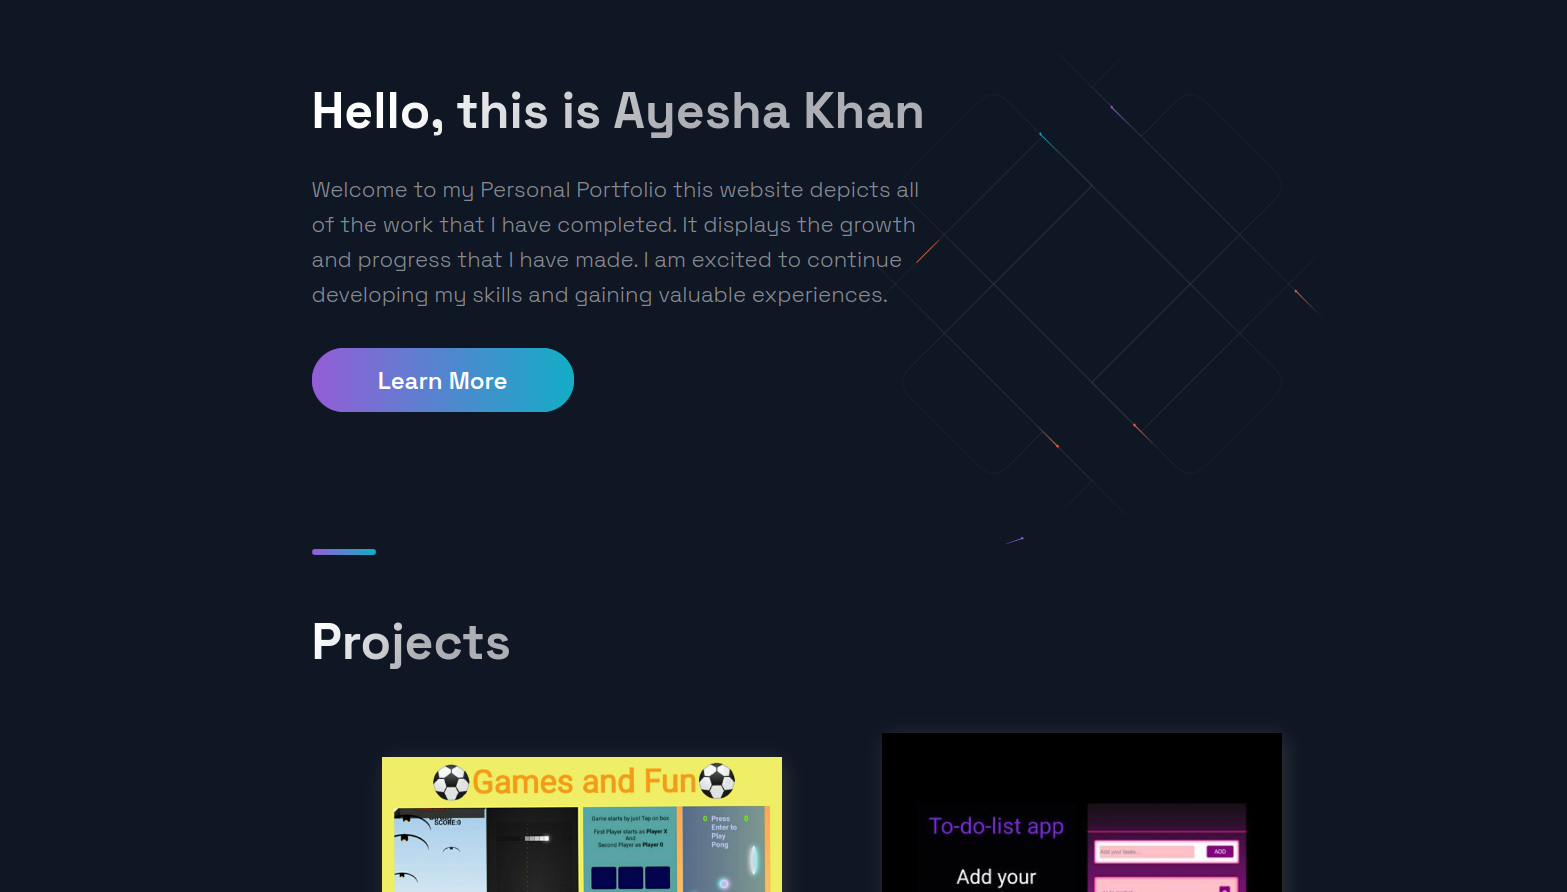 Hello, this is Ayesha Khan
Welcome to my Personal Portfolio this website depicts all
of the work that I have completed. It displays the growth
and progress that I have made. I am excited to continue
developing my skills and gaining valuable experiences.
Learn More
Projects
Games and Fun
SCORE:0
Game starts by just Tap on box
First Player starts as Player X
And
Second Player as Player 0
0 Press 0
Enter to
Play
Pong
To-do-list app
Add your
Add your tasks...
ADD